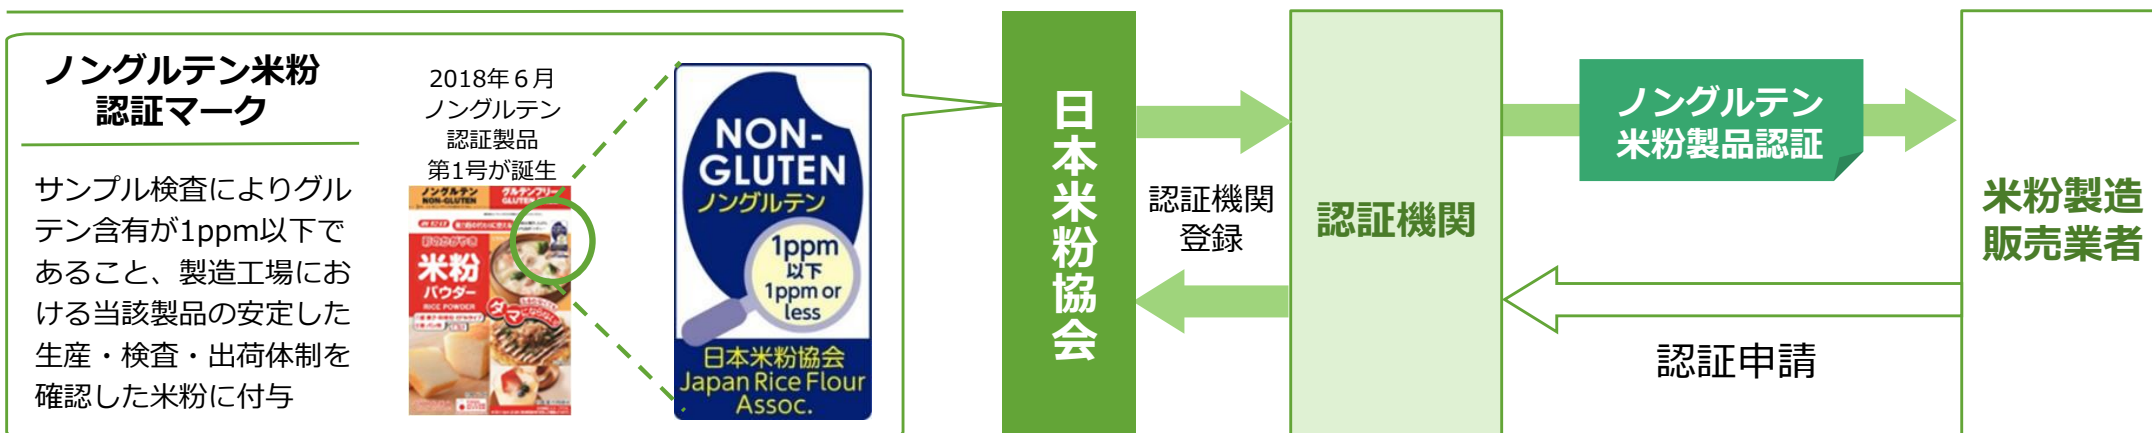 ノングルテン米粉
認証マーク
サンプル検査によりグル
テン含有が1ppm以下で
あること、製造工場にお
ける当該製品の安定した
生産・検査・出荷体制を
確認した米粉に付与
2018年６月
ノングルテン
認証製品
第1号が誕生
ノングルテン
NON-GLUTEN
グルテンフリー
米粉
パウダー
RICE POWDER
NON-
GLUTEN
ノングルテン
1ppm
以下
1ppm or
less
日本米粉協会
Japan Rice Flour
Assoc.
日本米粉協会
認証機関
登録
認証機関
ノングルテン
米粉製品認証
認証申請
米粉製造
販売業者